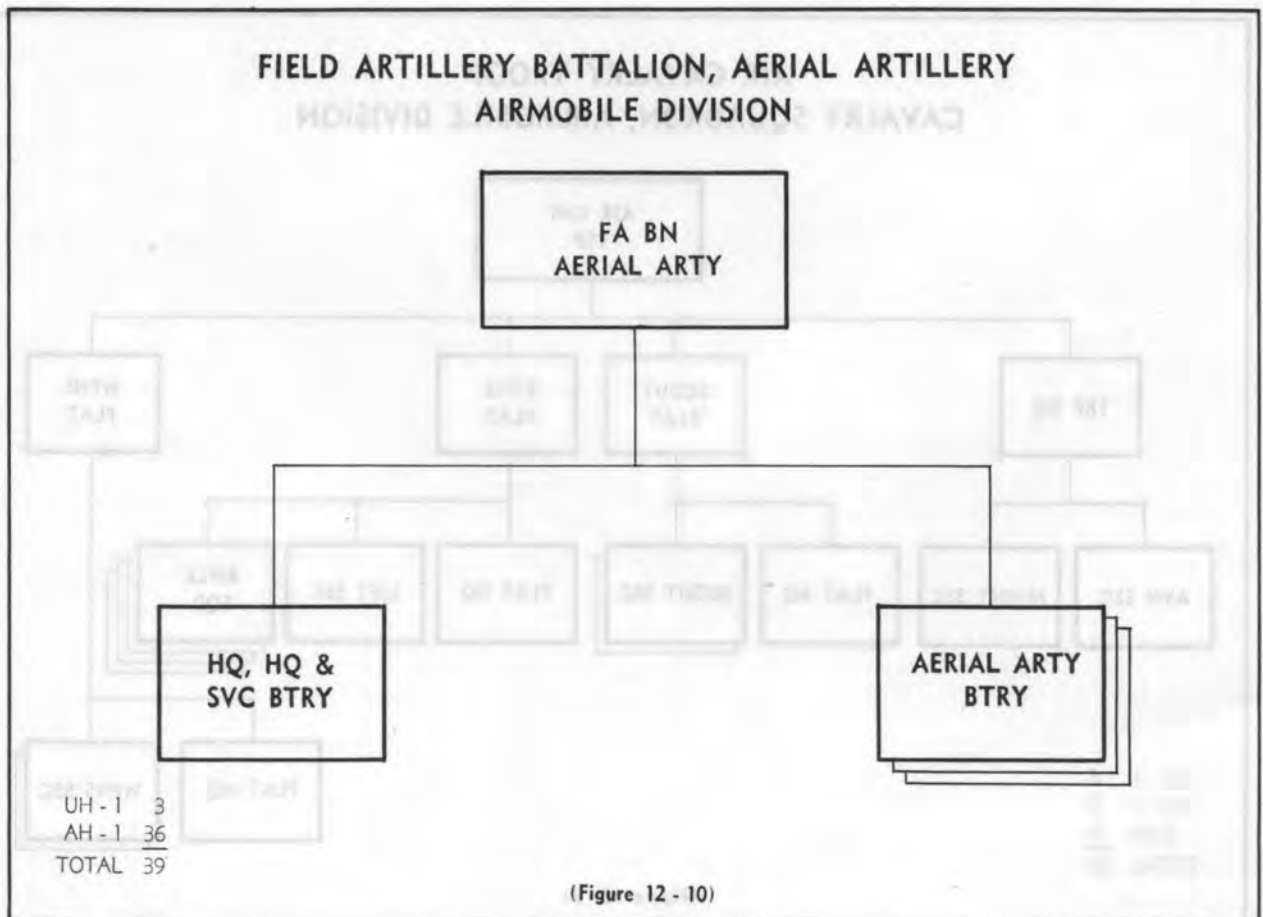 FIELD ARTILLERY BATTALION, AERIAL ARTILLERY
AIRMOBILE DIVISION
FA BN
AERIAL ARTY
HQ, HQ &
SVC BTRY
AERIAL ARTY
BTRY
UH - 1 3
AH - 1 36
TOTAL 39
(Figure 12 - 10)